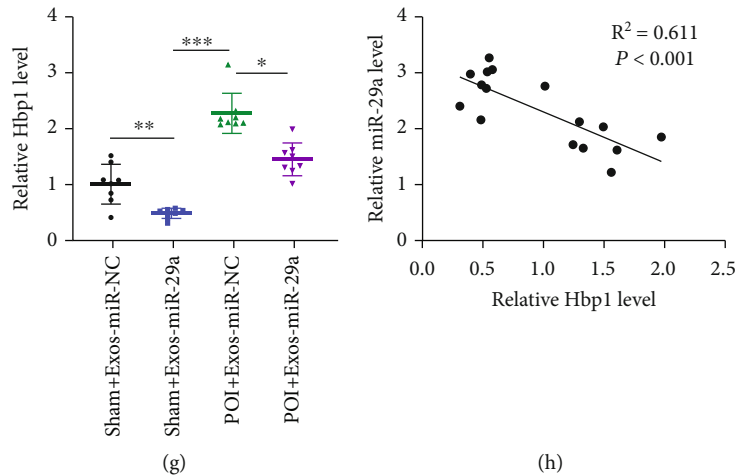 Relative Hbp1 level
4
3
2
1
0
**
***
*
Sham+Exos-miR-NC
Sham+Exos-miR-29a
POI+Exos-miR-NC
POI+Exos-miR-29a
(g)
Relative miR-29a level
4
3
2
1
0
R² = 0.611
P < 0.001
0.0 0.5 1.0 1.5 2.0 2.5
Relative Hbp1 level
(h)